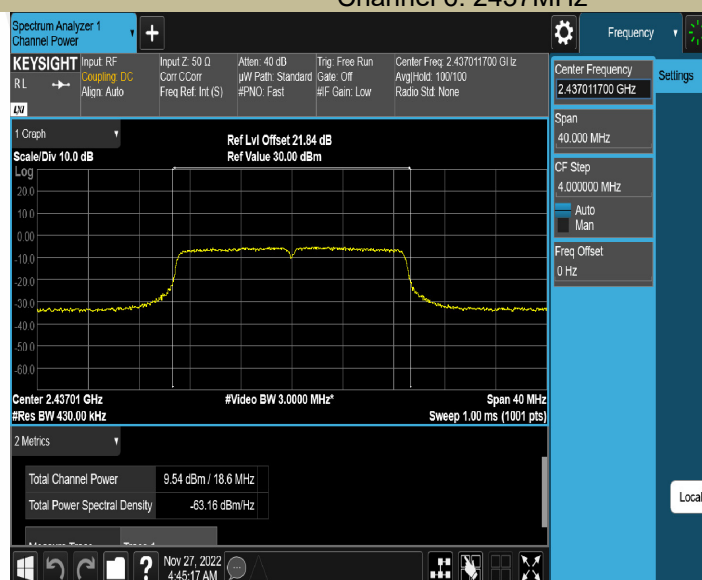 Channel 6: 2437MHz
Spectrum Analyzer 1
Channel Power
Frequency
KEYSIGHT
RL
LXI
Input: RF
Coupling: DC
Align: Auto
Input Z: 50 Ω
Corr CCorr
Freq Ref: Int (S)
Atten: 40 dB
µW Path: Standard
#PNO: Fast
Trig: Free Run
Gate: Off
#IF Gain: Low
Center Freq: 2.437011700 GHz
Avg|Hold: 100/100
Radio Std: None
Center Frequency
2.437011700 GHz
Settings
Span
40.000 MHz
CF Step
4.000000 MHz
Auto
Man
Freq Offset
0 Hz
1 Graph
Scale/Div 10.0 dB
Ref Lvl Offset 21.84 dB
Ref Value 30.00 dBm
Log
20.0
10.0
0.00
-10.0
-20.0
-30.0
-40.0
-50.0
-60.0
Center 2.43701 GHz
#Res BW 430.00 kHz
#Video BW 3.0000 MHz*
Span 40 MHz
Sweep 1.00 ms (1001 pts)
2 Metrics
Total Channel Power 9.54 dBm / 18.6 MHz
Total Power Spectral Density -63.16 dBm/Hz
Local
?
Nov 27, 2022
4:45:17 AM